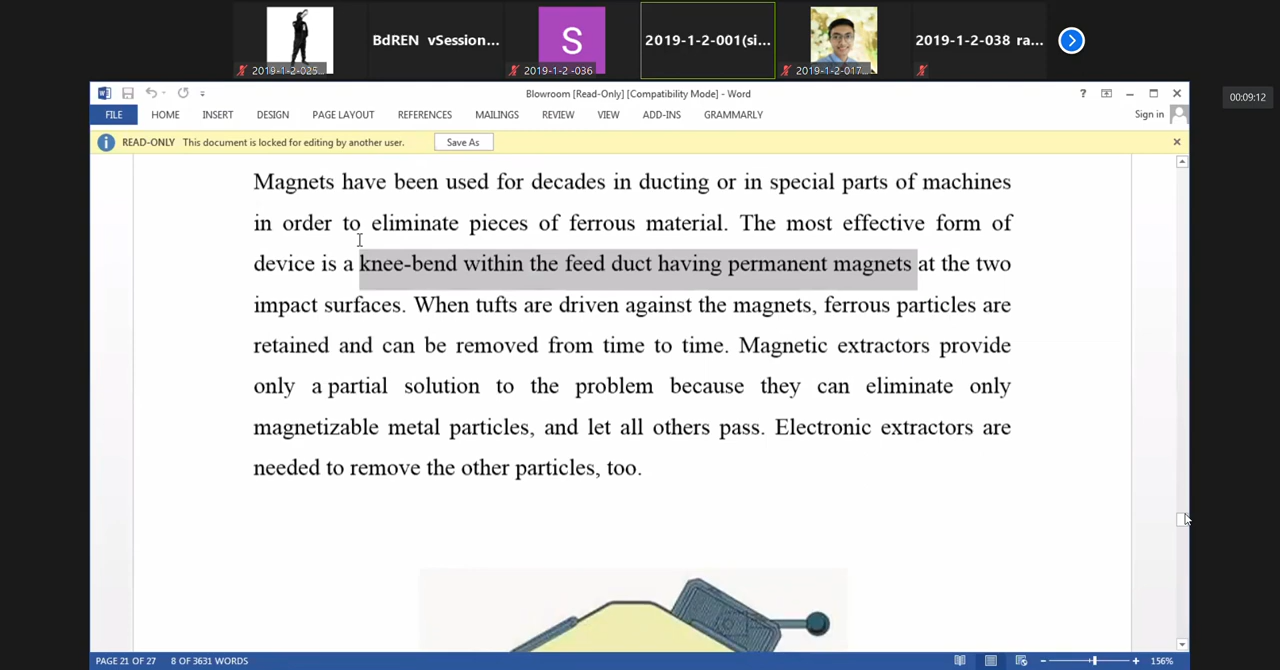 BdREN vSession...
S
2019-1-2-001(si...
2019-1-2-038 ra...
2019-1-2-025...
2019-1-2 -036
2019-1-2-017...
00:09:12
Blowroom [Read-Only] [Compatibility Mode] - Word
?
FILE
HOME
INSERT
DESIGN
PAGE LAYOUT
REFERENCES
MAILINGS
REVIEW
VIEW
ADD-INS
GRAMMARLY
Sign in
READ-ONLY This document is locked for editing by another user.
Save As
Magnets have been used for decades in ducting or in special parts of machines
in order to eliminate pieces of ferrous material. The most effective form of
device is a knee-bend within the feed duct having permanent magnets at the two
impact surfaces. When tufts are driven against the magnets, ferrous particles are
retained and can be removed from time to time. Magnetic extractors provide
only a partial solution to the problem because they can eliminate only
magnetizable metal particles, and let all others pass. Electronic extractors are
needed to remove the other particles, too.
PAGE 21 OF 27
8 OF 3631 WORDS
156%